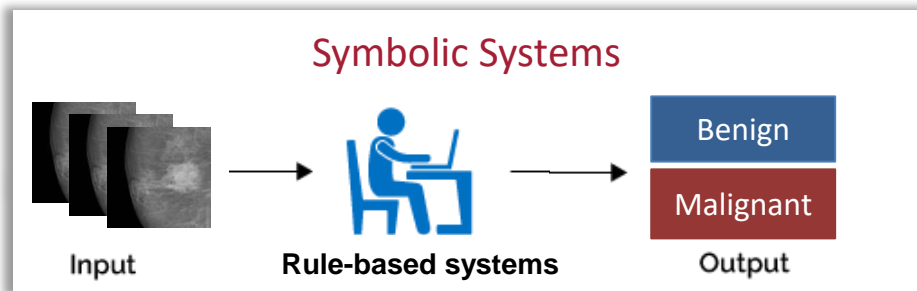 Symbolic Systems
Benign
Malignant
Input
Rule-based systems
Output